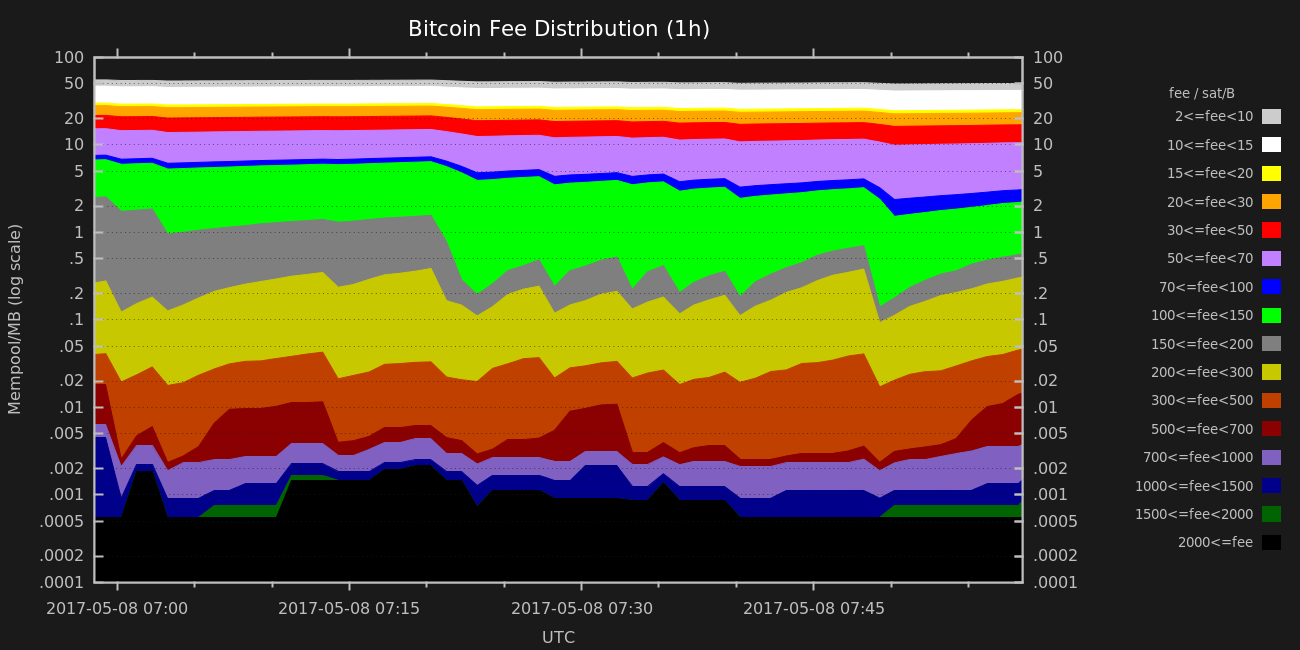 Bitcoin Fee Distribution (1h)
Mempool/MB (log scale)
100
50
20
10
5
2
1
.5
.2
.1
.05
.02
.01
.005
.002
.001
.0005
.0002
.0001
100
50
20
10
5
2
1
.5
.2
.1
.05
.02
.01
.005
.002
.001
.0005
.0002
.0001
2017-05-08 07:00
2017-05-08 07:15
2017-05-08 07:30
2017-05-08 07:45
UTC
fee / sat/B
2<=fee<10
10<=fee<15
15<=fee<20
20<=fee<30
30<=fee<50
50<=fee<70
70<=fee<100
100<=fee<150
150<=fee<200
200<=fee<300
300<=fee<500
500<=fee<700
700<=fee<1000
1000<=fee<1500
1500<=fee<2000
2000<=fee